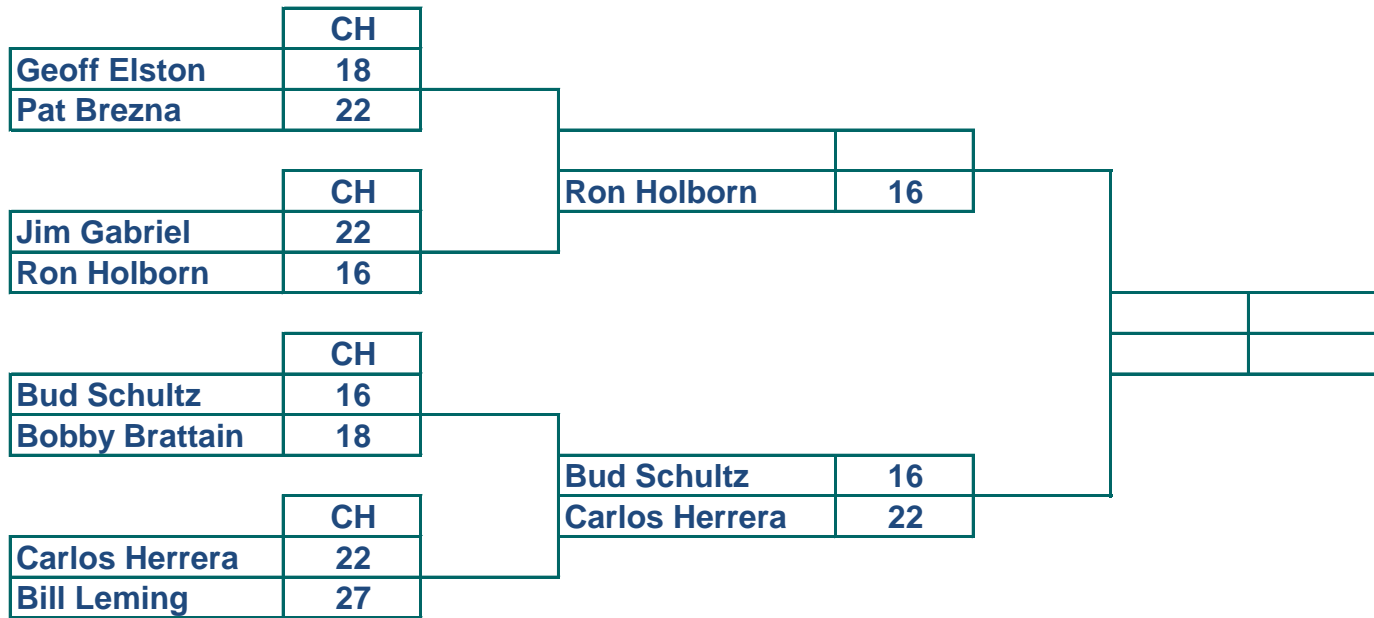 CH
Geoff Elston 18
Pat Brezna 22
CH
Jim Gabriel 22
Ron Holborn 16
CH
Bud Schultz 16
Bobby Brattain 18
CH
Carlos Herrera 22
Bill Leming 27
Ron Holborn 16
Bud Schultz 16
Carlos Herrera 22